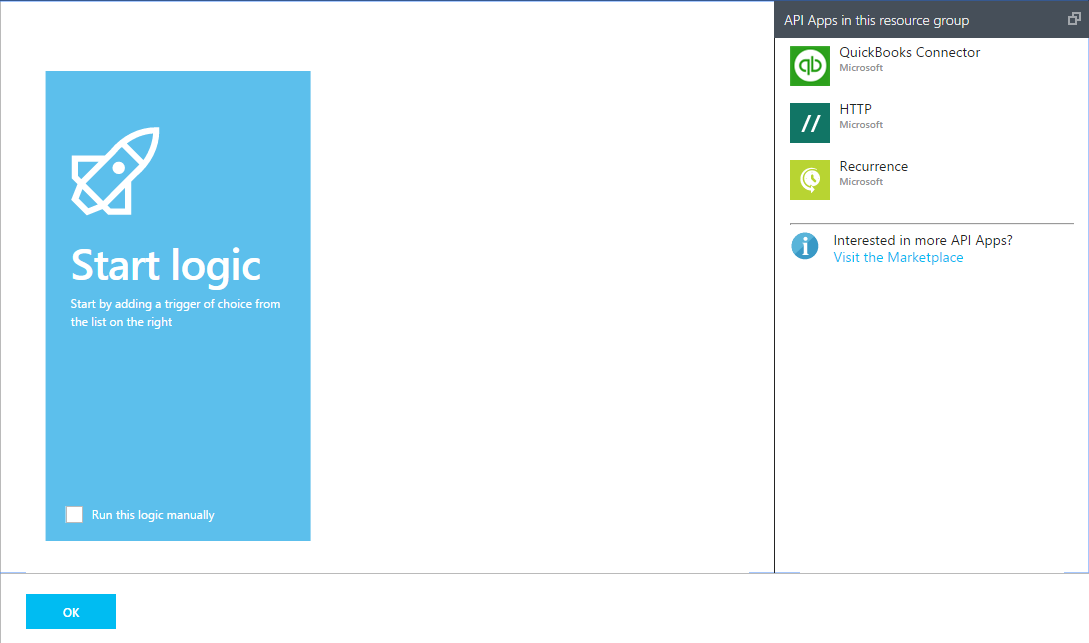 API Apps in this resource group
QuickBooks Connector
Microsoft
HTTP
Microsoft
Recurrence
Microsoft
Interested in more API Apps?
Visit the Marketplace
Start logic
Start by adding a trigger of choice from
the list on the right
Run this logic manually
OK